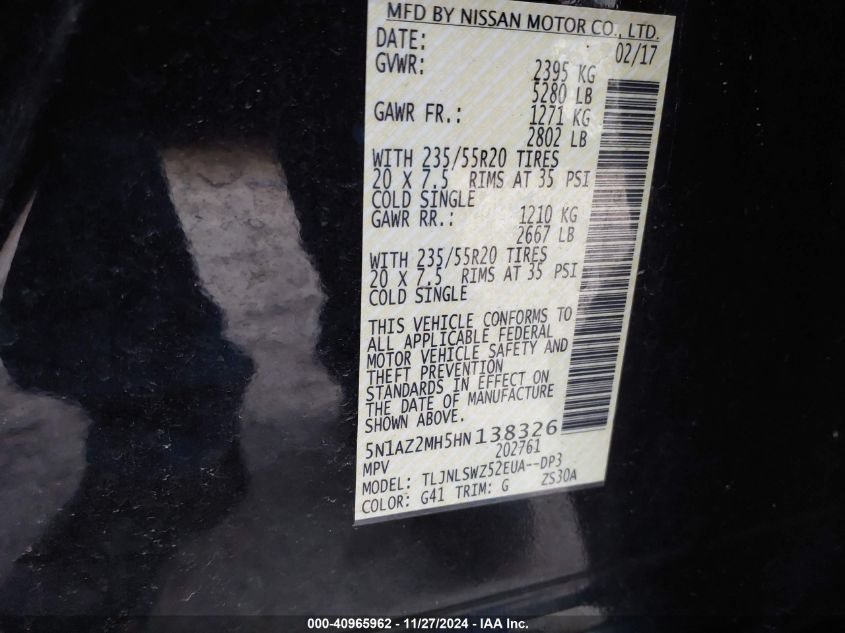 MFD BY NISSAN MOTOR CO., LTD.
DATE: 02/17
GVWR: 2395 KG
5280 LB
GAWR FR.: 1271 KG
2802 LB
WITH 235/55R20 TIRES
20 X 7.5 RIMS AT 35 PSI
COLD SINGLE
GAWR RR.: 1210 KG
2667 LB
WITH 235/55R20 TIRES
20 X 7.5 RIMS AT 35 PSI
COLD SINGLE
THIS VEHICLE CONFORMS TO
ALL APPLICABLE FEDERAL
MOTOR VEHICLE SAFETY AND
THEFT PREVENTION
STANDARDS IN EFFECT ON
THE DATE OF MANUFACTURE
SHOWN ABOVE.
5N1AZ2MH5HN 138326
MPV 202761
MODEL: TLJNLSWZ52EUA--DP3
COLOR: G41 TRIM: G ZS30A
000-40965962 - 11/27/2024 - IAA Inc.